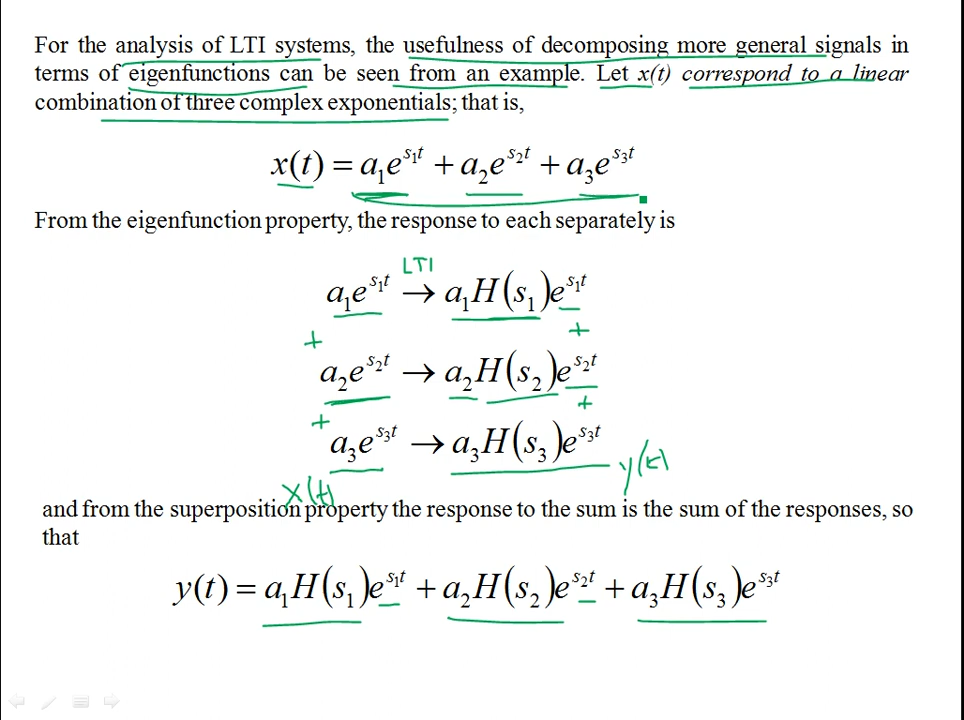 For the analysis of LTI systems, the usefulness of decomposing more general signals in
terms of eigenfunctions can be seen from an example. Let x(t) correspond to a linear
combination of three complex exponentials; that is,
x(t) = a₁e^{s₁t} + a₂e^{s₂t} + a₃e^{s₃t}
From the eigenfunction property, the response to each separately is
LTI
a₁e^{s₁t} → a₁H(s₁)e^{s₁t}
+ +
a₂e^{s₂t} → a₂H(s₂)e^{s₂t}
+ +
a₃e^{s₃t} → a₃H(s₃)e^{s₃t}
x(t) y(t)
and from the superposition property the response to the sum is the sum of the responses, so
that
y(t) = a₁H(s₁)e^{s₁t} + a₂H(s₂)e^{s₂t} + a₃H(s₃)e^{s₃t}